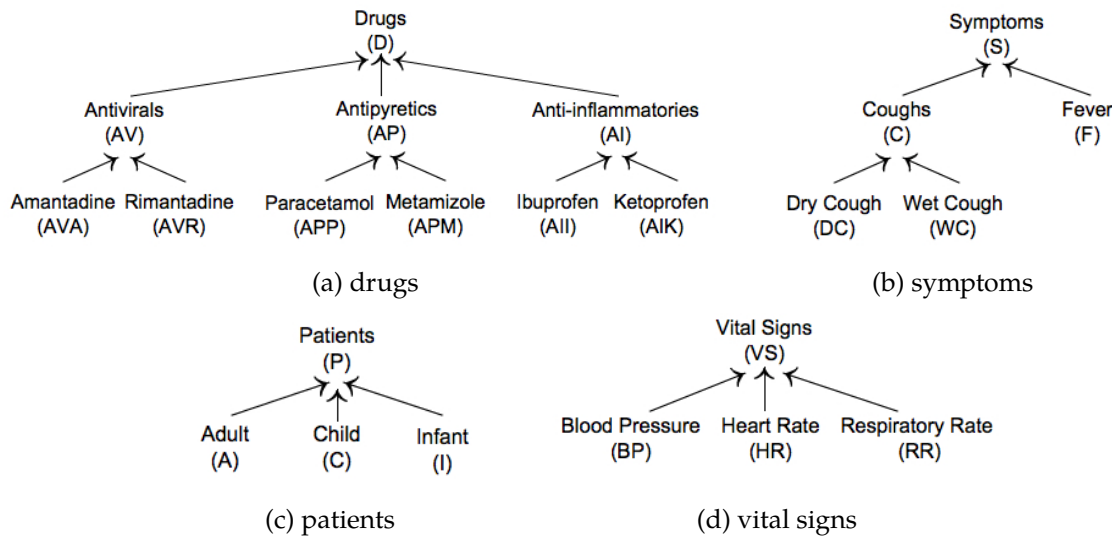 Drugs
(D)
Symptoms
(S)
Antivirals
(AV)
Antipyretics
(AP)
Anti-inflammatories
(AI)
Coughs
(C)
Fever
(F)
Amantadine
(AVA)
Rimantadine
(AVR)
Paracetamol
(APP)
Metamizole
(APM)
Ibuprofen
(AII)
Ketoprofen
(AIK)
Dry Cough
(DC)
Wet Cough
(WC)
(a) drugs
(b) symptoms
Patients
(P)
Vital Signs
(VS)
Adult
(A)
Child
(C)
Infant
(I)
Blood Pressure
(BP)
Heart Rate
(HR)
Respiratory Rate
(RR)
(c) patients
(d) vital signs